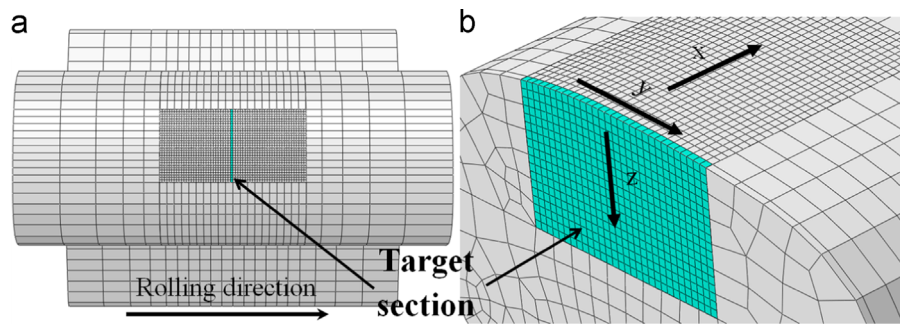 a
b
x
y
z
Target
section
Rolling direction